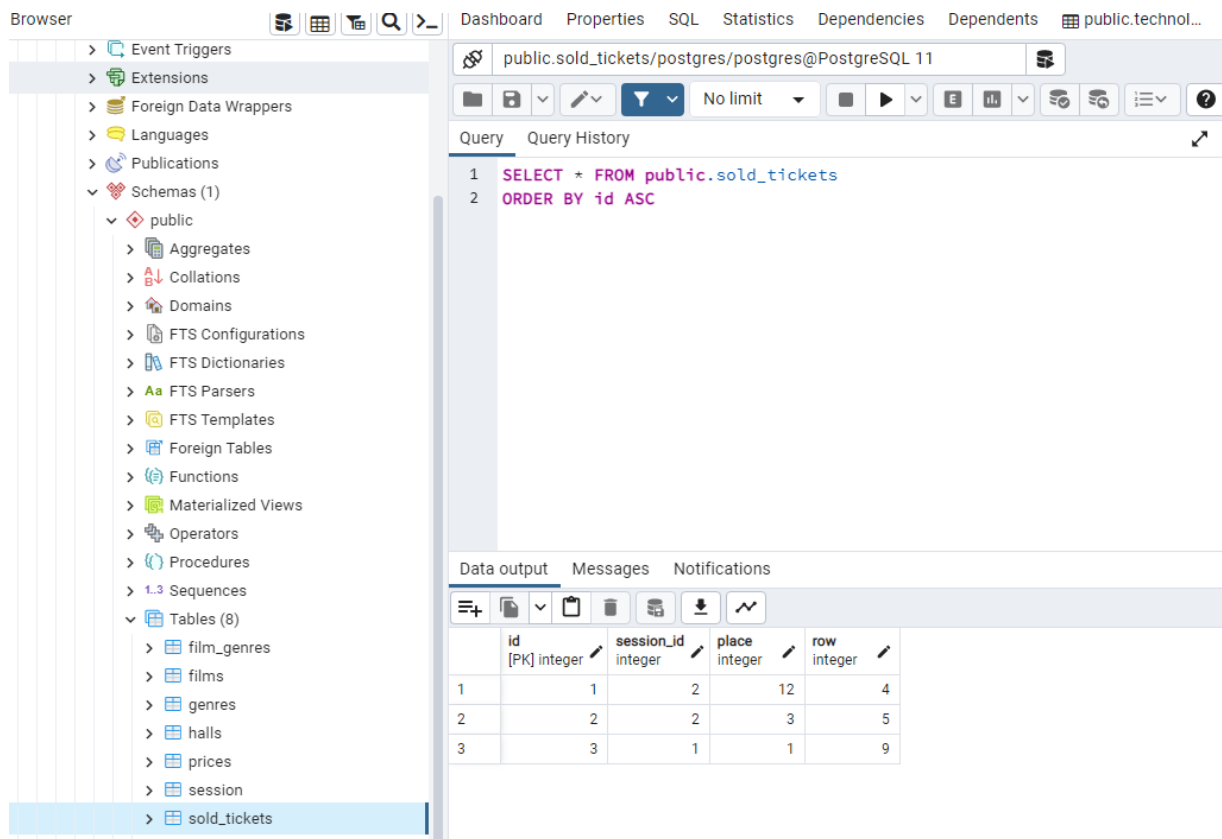 Browser
Event Triggers
Extensions
Foreign Data Wrappers
Languages
Publications
Schemas (1)
public
Aggregates
Collations
Domains
FTS Configurations
FTS Dictionaries
Aa FTS Parsers
FTS Templates
Foreign Tables
Functions
Materialized Views
Operators
Procedures
1..3 Sequences
Tables (8)
film_genres
films
genres
halls
prices
session
sold_tickets
Dashboard Properties SQL Statistics Dependencies Dependents public.technol...
public.sold_tickets/postgres/postgres@PostgreSQL 11
No limit E
Query Query History
1 SELECT * FROM public.sold_tickets
2 ORDER BY id ASC
Data output Messages Notifications
id session_id place row
[PK] integer integer integer integer
1 1 2 12 4
2 2 2 3 5
3 3 1 1 9